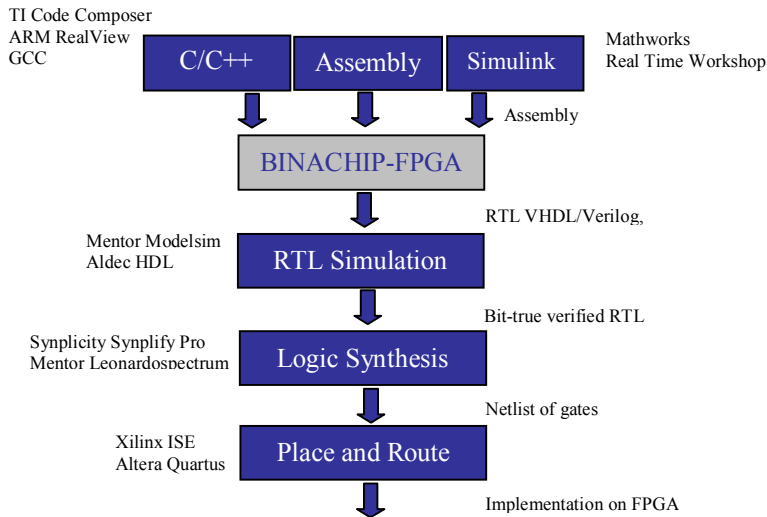 TI Code Composer
ARM RealView
GCC
C/C++
Assembly
Simulink
Mathworks
Real Time Workshop
Assembly
BINACHIP-FPGA
RTL VHDL/Verilog,
Mentor Modelsim
Aldec HDL
RTL Simulation
Bit-true verified RTL
Synplicity Synplify Pro
Mentor Leonardospectrum
Logic Synthesis
Netlist of gates
Xilinx ISE
Altera Quartus
Place and Route
Implementation on FPGA